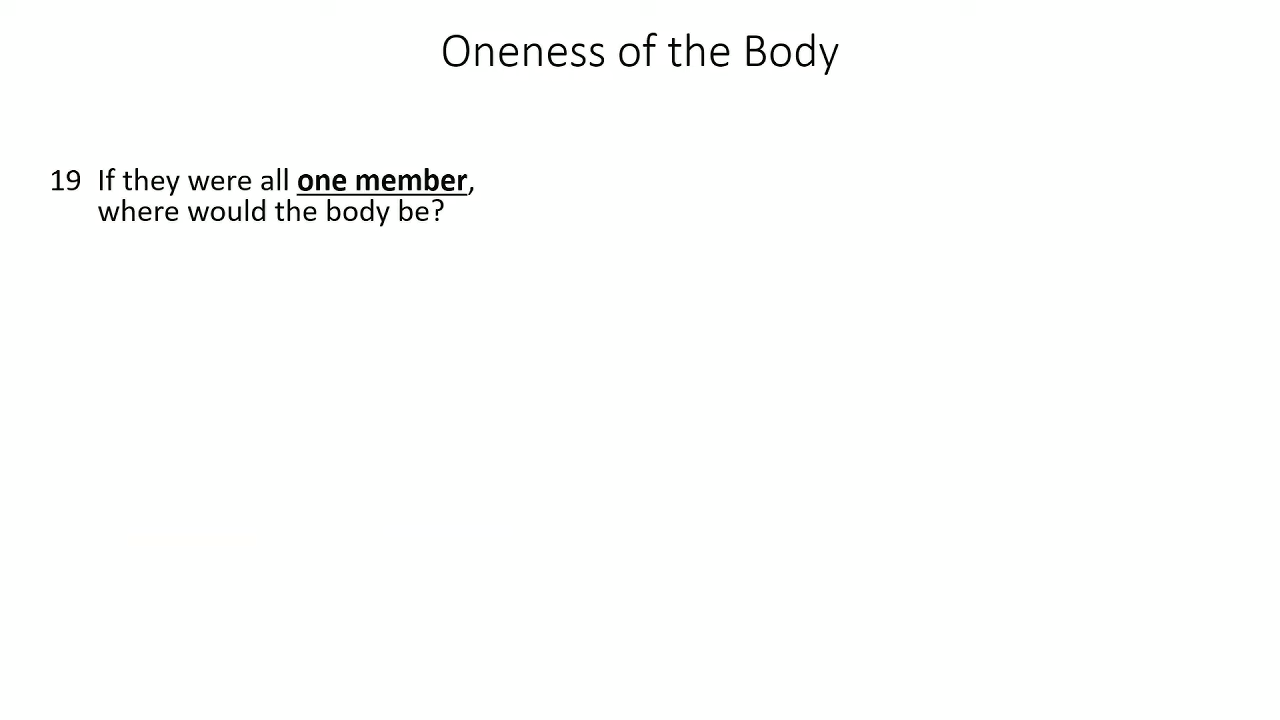 Oneness of the Body
19 If they were all one member,
where would the body be?